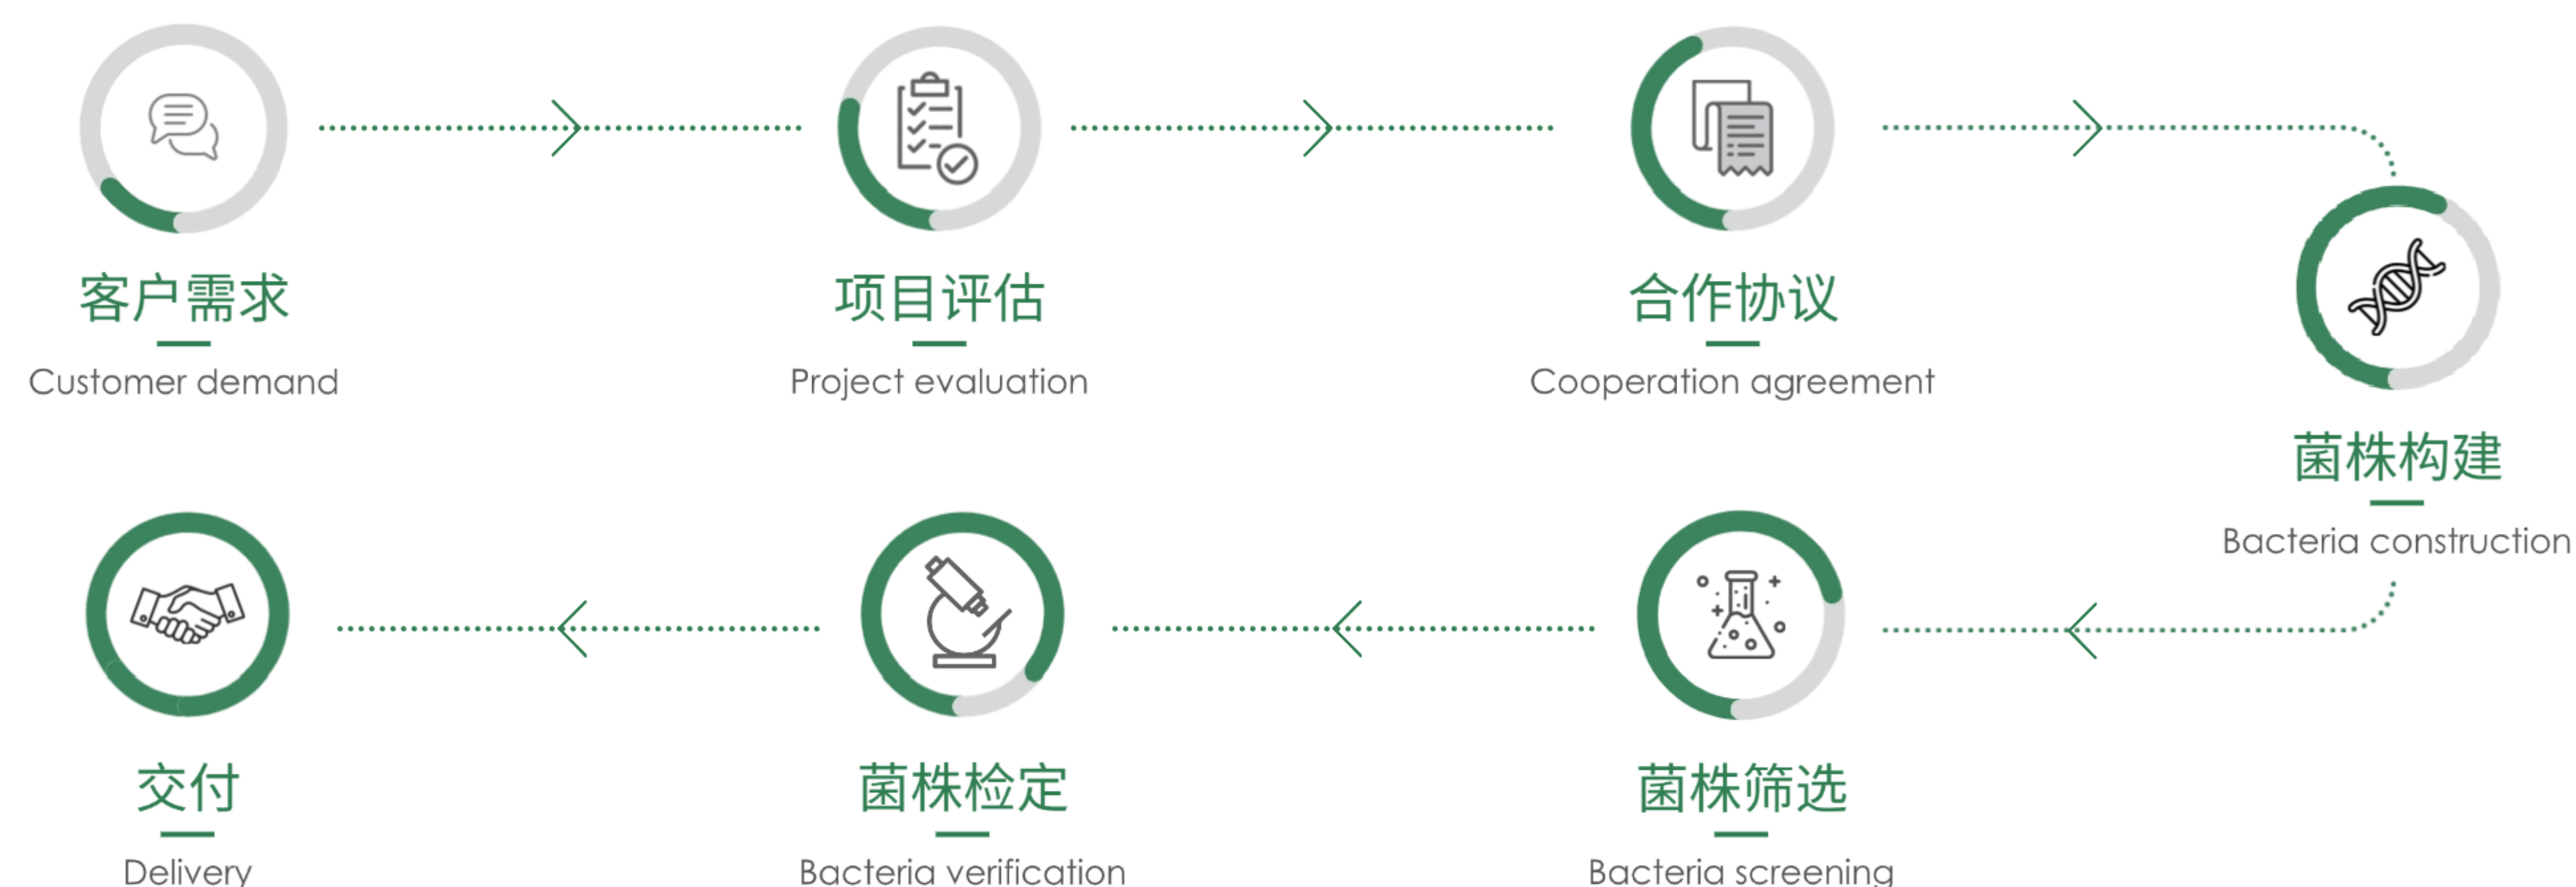 客户需求
Customer demand
项目评估
Project evaluation
合作协议
Cooperation agreement
菌株构建
Bacteria construction
菌株筛选
Bacteria screening
菌株检定
Bacteria verification
交付
Delivery